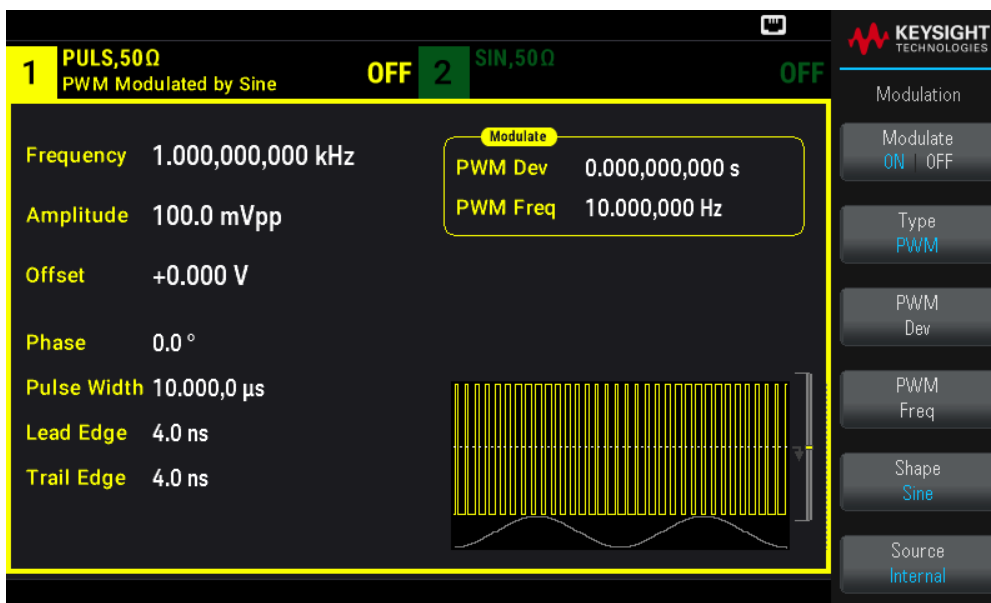 1
PULS,50Ω
PWM Modulated by Sine
OFF
2
SIN,50Ω
OFF
Frequency 1.000,000,000 kHz
Amplitude 100.0 mVpp
Offset +0.000 V
Phase 0.0 °
Pulse Width 10.000,0 µs
Lead Edge 4.0 ns
Trail Edge 4.0 ns
Modulate
PWM Dev 0.000,000,000 s
PWM Freq 10.000,000 Hz
KEYSIGHT
TECHNOLOGIES
Modulation
Modulate
ON | OFF
Type
PWM
PWM
Dev
PWM
Freq
Shape
Sine
Source
Internal